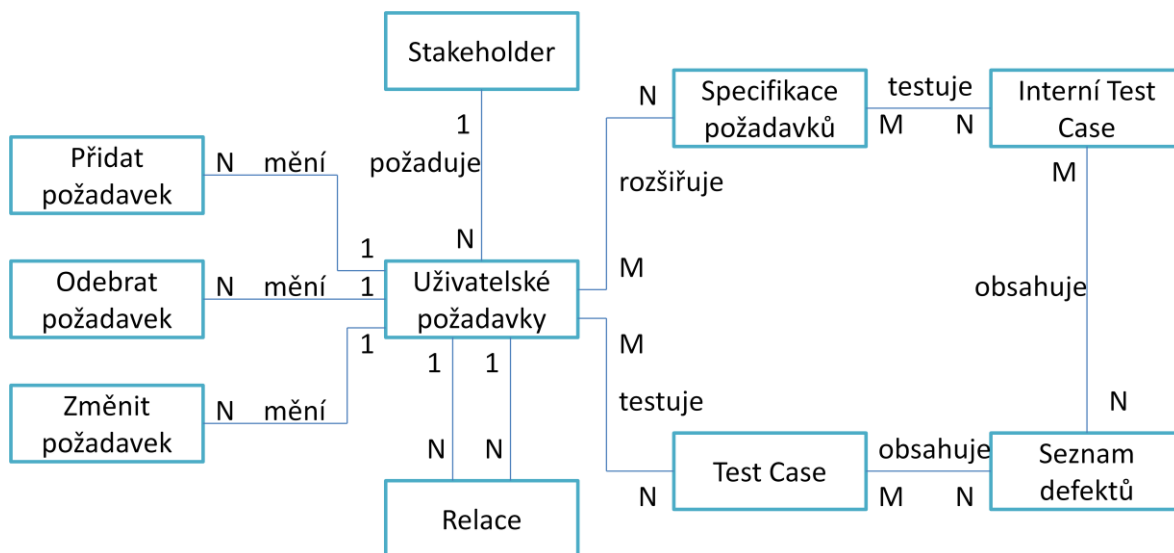 Stakeholder
1
požaduje
N
Přidat
požadavek
N mění
1
Odebrat
požadavek
N mění
1
Změnit
požadavek
N mění
1
Uživatelské
požadavky
1 1
N N
Relace
M
rozšiřuje
N
Specifikace
požadavků
testuje
M N
Interní Test
Case
M
obsahuje
N
M
testuje
N
Test Case
obsahuje
M N
Seznam
defektů